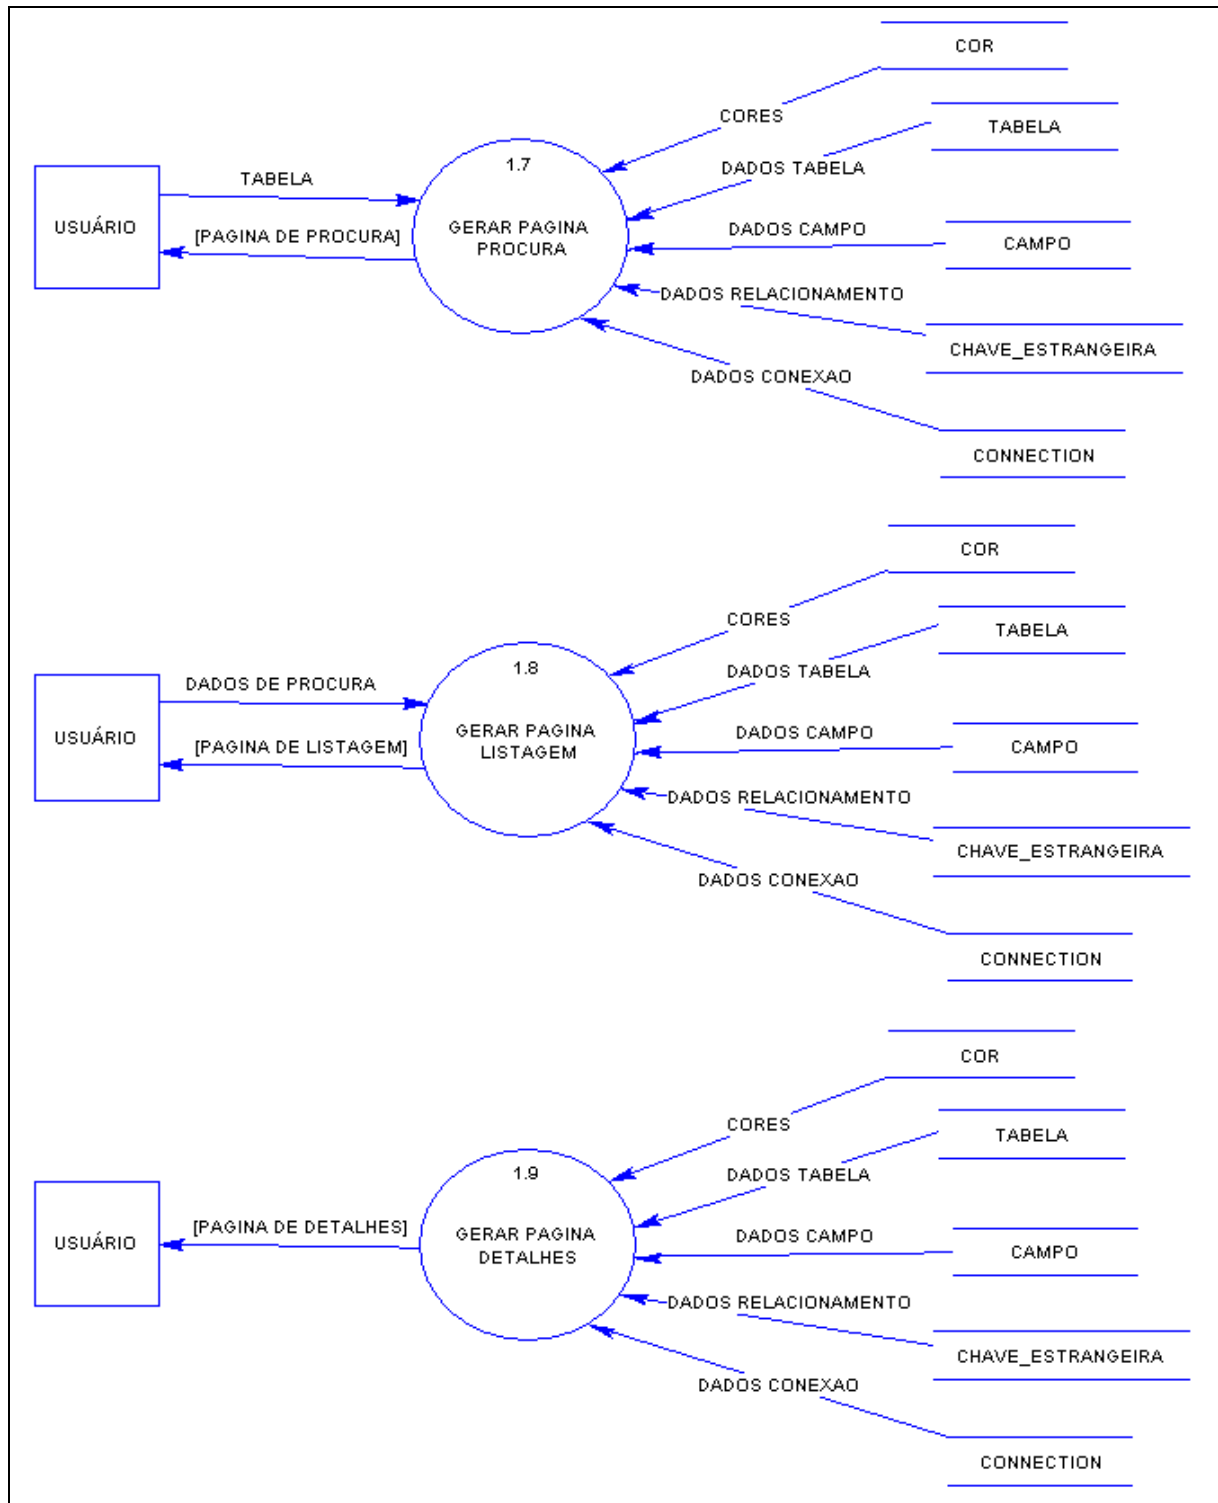 COR
CORES
TABELA
1.7
DADOS TABELA
TABELA
USUÁRIO
GERAR PAGINA
PROCURA
DADOS CAMPO
[PAGINA DE PROCURA]
CAMPO
DADOS RELACIONAMENTO
CHAVE_ESTRANGEIRA
DADOS CONEXAO
CONNECTION
COR
CORES
TABELA
1.8
DADOS TABELA
DADOS DE PROCURA
USUÁRIO
GERAR PAGINA
LISTAGEM
DADOS CAMPO
[PAGINA DE LISTAGEM]
CAMPO
DADOS RELACIONAMENTO
CHAVE_ESTRANGEIRA
DADOS CONEXAO
CONNECTION
COR
CORES
TABELA
1.9
DADOS TABELA
[PAGINA DE DETALHES]
USUÁRIO
GERAR PAGINA
DETALHES
DADOS CAMPO
CAMPO
DADOS RELACIONAMENTO
CHAVE_ESTRANGEIRA
DADOS CONEXAO
CONNECTION